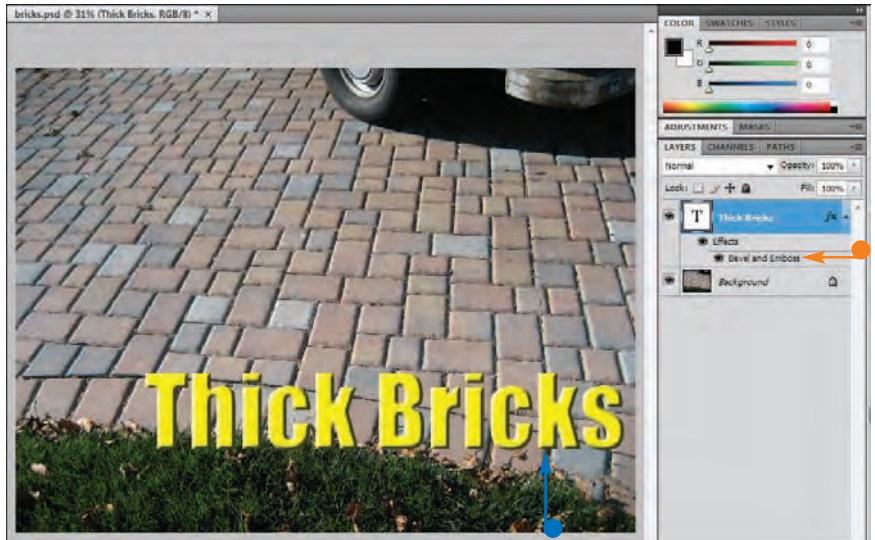 bricks.psd @ 31% (Thick Bricks, RGB/8) * ×
COLOR SWATCHES STYLES
R 0
G 0
B 0
ADJUSTMENTS MASKS
LAYERS CHANNELS PATHS
Normal Opacity: 100%
Lock: Fill: 100%
T Thick Bricks fx
Effects
Bevel and Emboss
Background
Thick Bricks